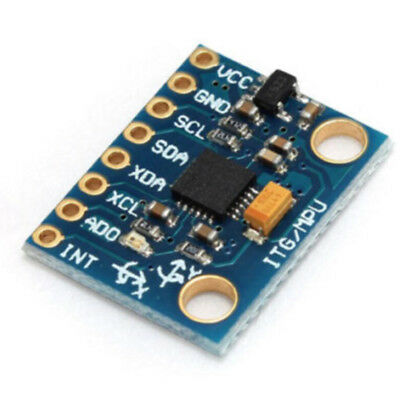 VCC
GND
SCL
SDA
XDA
XCL
ADO
INT
ITG/MPU
Y
X